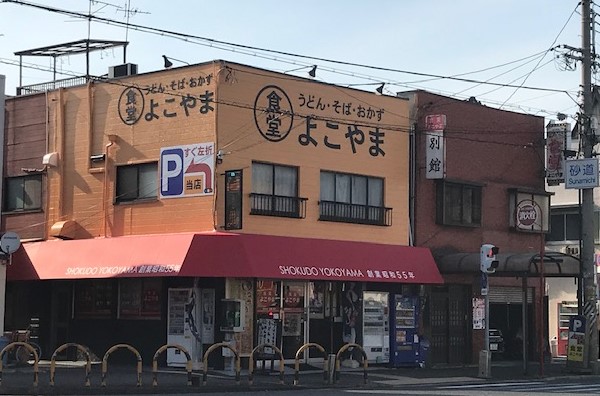 うどん・そば・おかず
食堂
よこやま
うどん・そば・おかず
食堂
よこやま
P
すぐ左折
当店
別館
砂道
Sunamichi
SHOKUDO YOKOYAMA 創業昭和55年
SHOKUDO YOKOYAMA 創業昭和55年
P